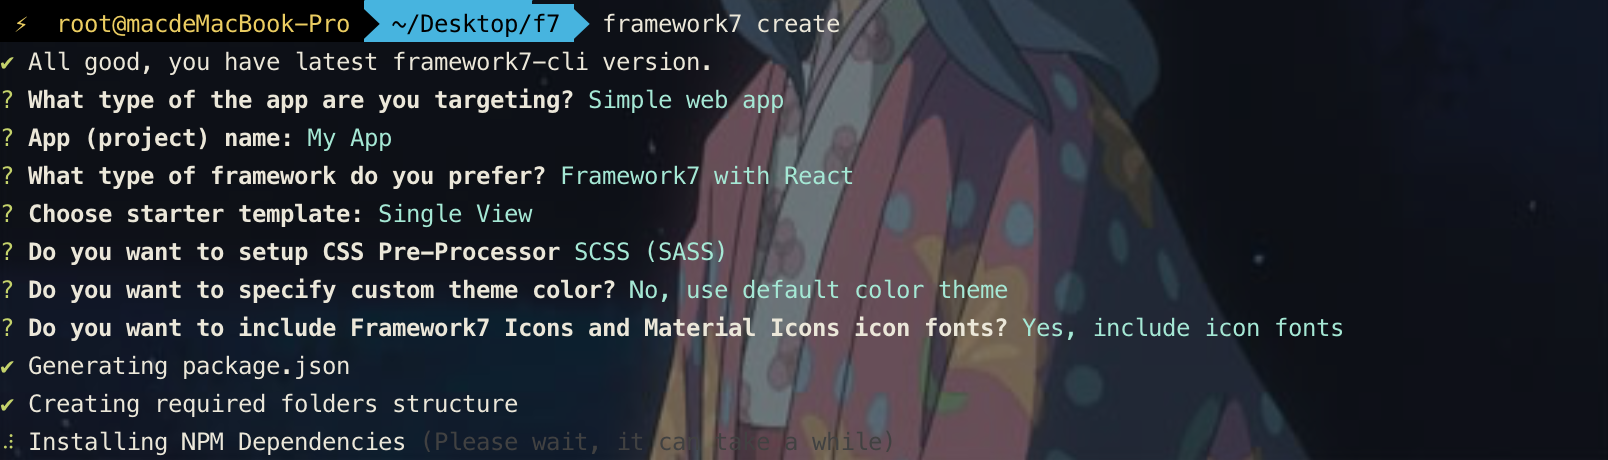 ⚡ root@macdeMacBook-Pro ~/Desktop/f7 framework7 create
✔ All good, you have latest framework7-cli version.
? What type of the app are you targeting? Simple web app
? App (project) name: My App
? What type of framework do you prefer? Framework7 with React
? Choose starter template: Single View
? Do you want to setup CSS Pre-Processor SCSS (SASS)
? Do you want to specify custom theme color? No, use default color theme
? Do you want to include Framework7 Icons and Material Icons icon fonts? Yes, include icon fonts
✔ Generating package.json
✔ Creating required folders structure
⠼ Installing NPM Dependencies (Please wait, it can take a while)